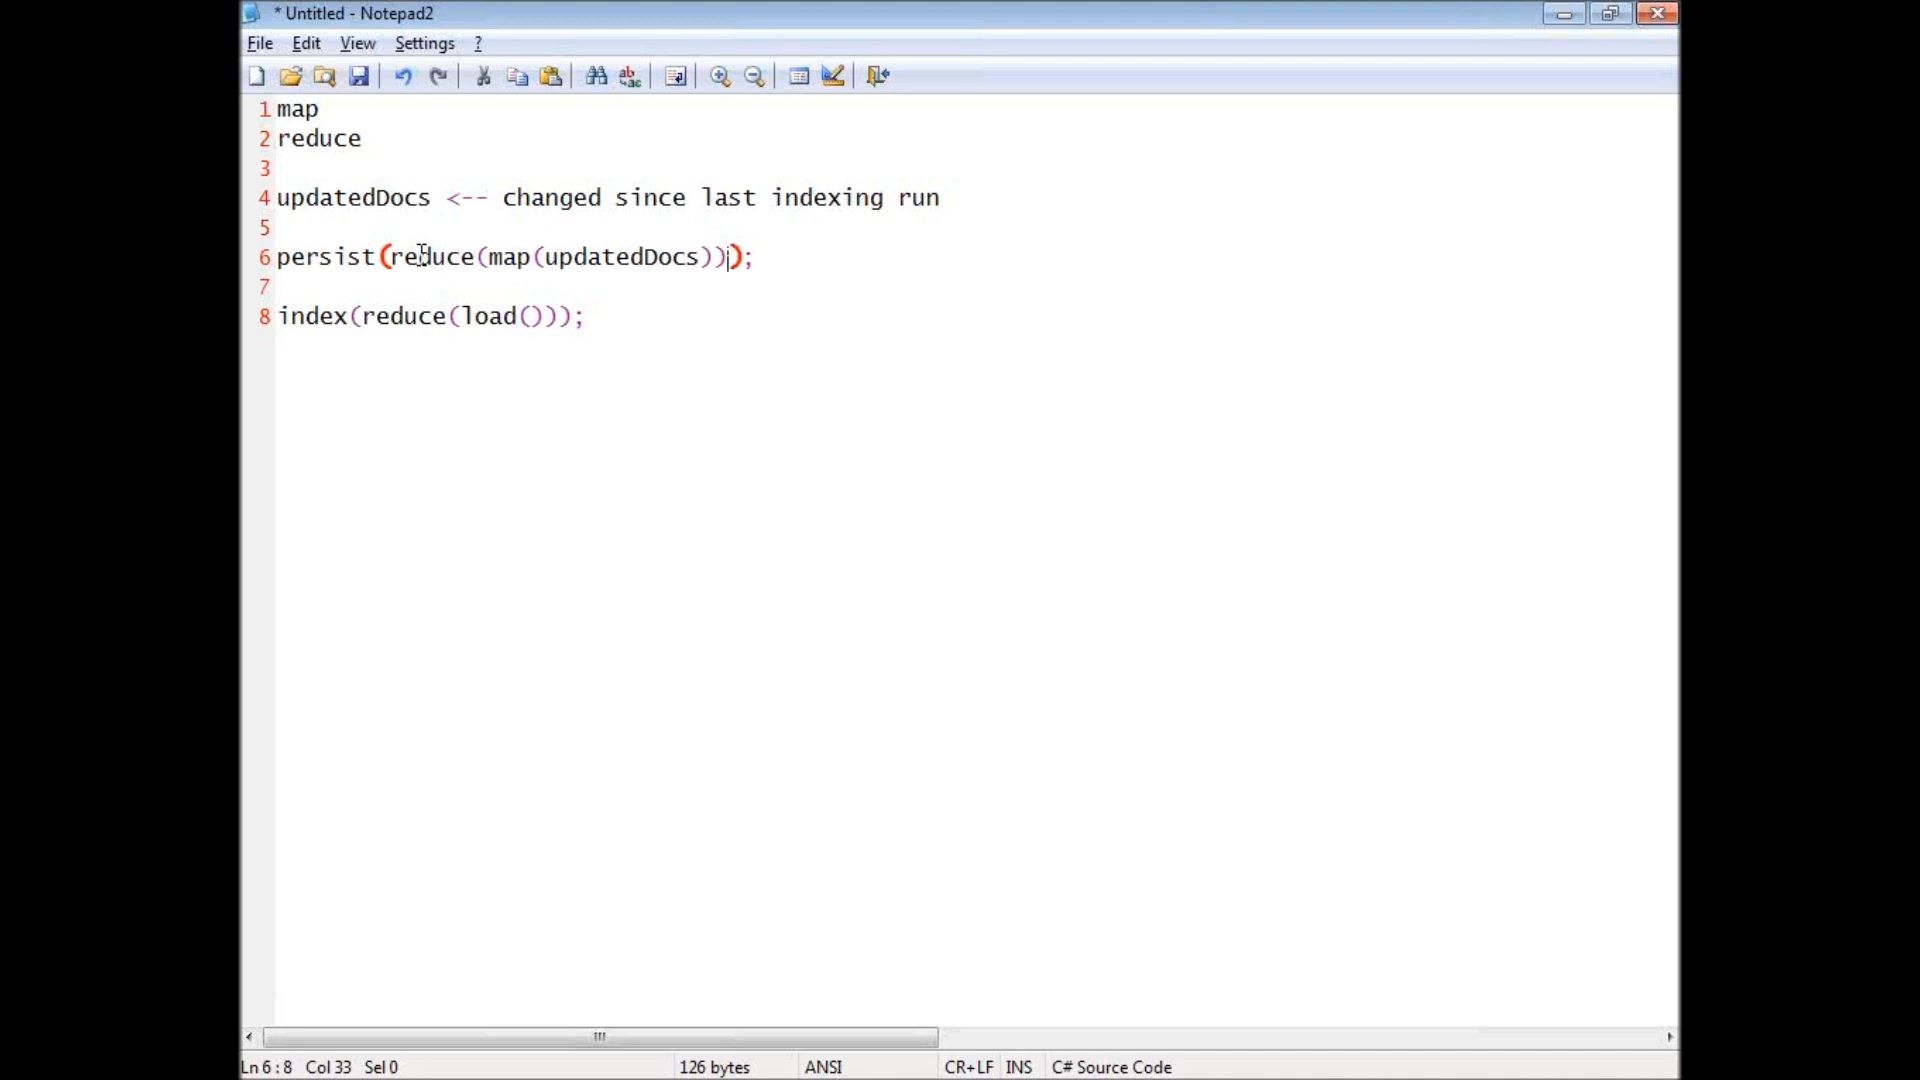 * Untitled - Notepad2
File Edit View Settings ?
1 map
2 reduce
3
4 updatedDocs <-- changed since last indexing run
5
6 persist(reduce(map(updatedDocs)));
7
8 index(reduce(load()));
Ln 6 : 8 Col 33 Sel 0 126 bytes ANSI CR+LF INS C# Source Code